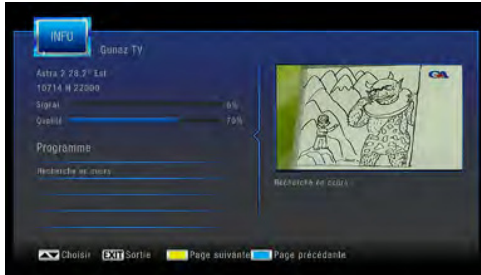 INFO
Gunaz TV
Astra 2 28.2° Est
10714 H 22000
Signal 0%
Qualité 70%
Programme
Recherche en cours
Recherche en cours
Choisir EXIT Sortie Page suivante Page précédente